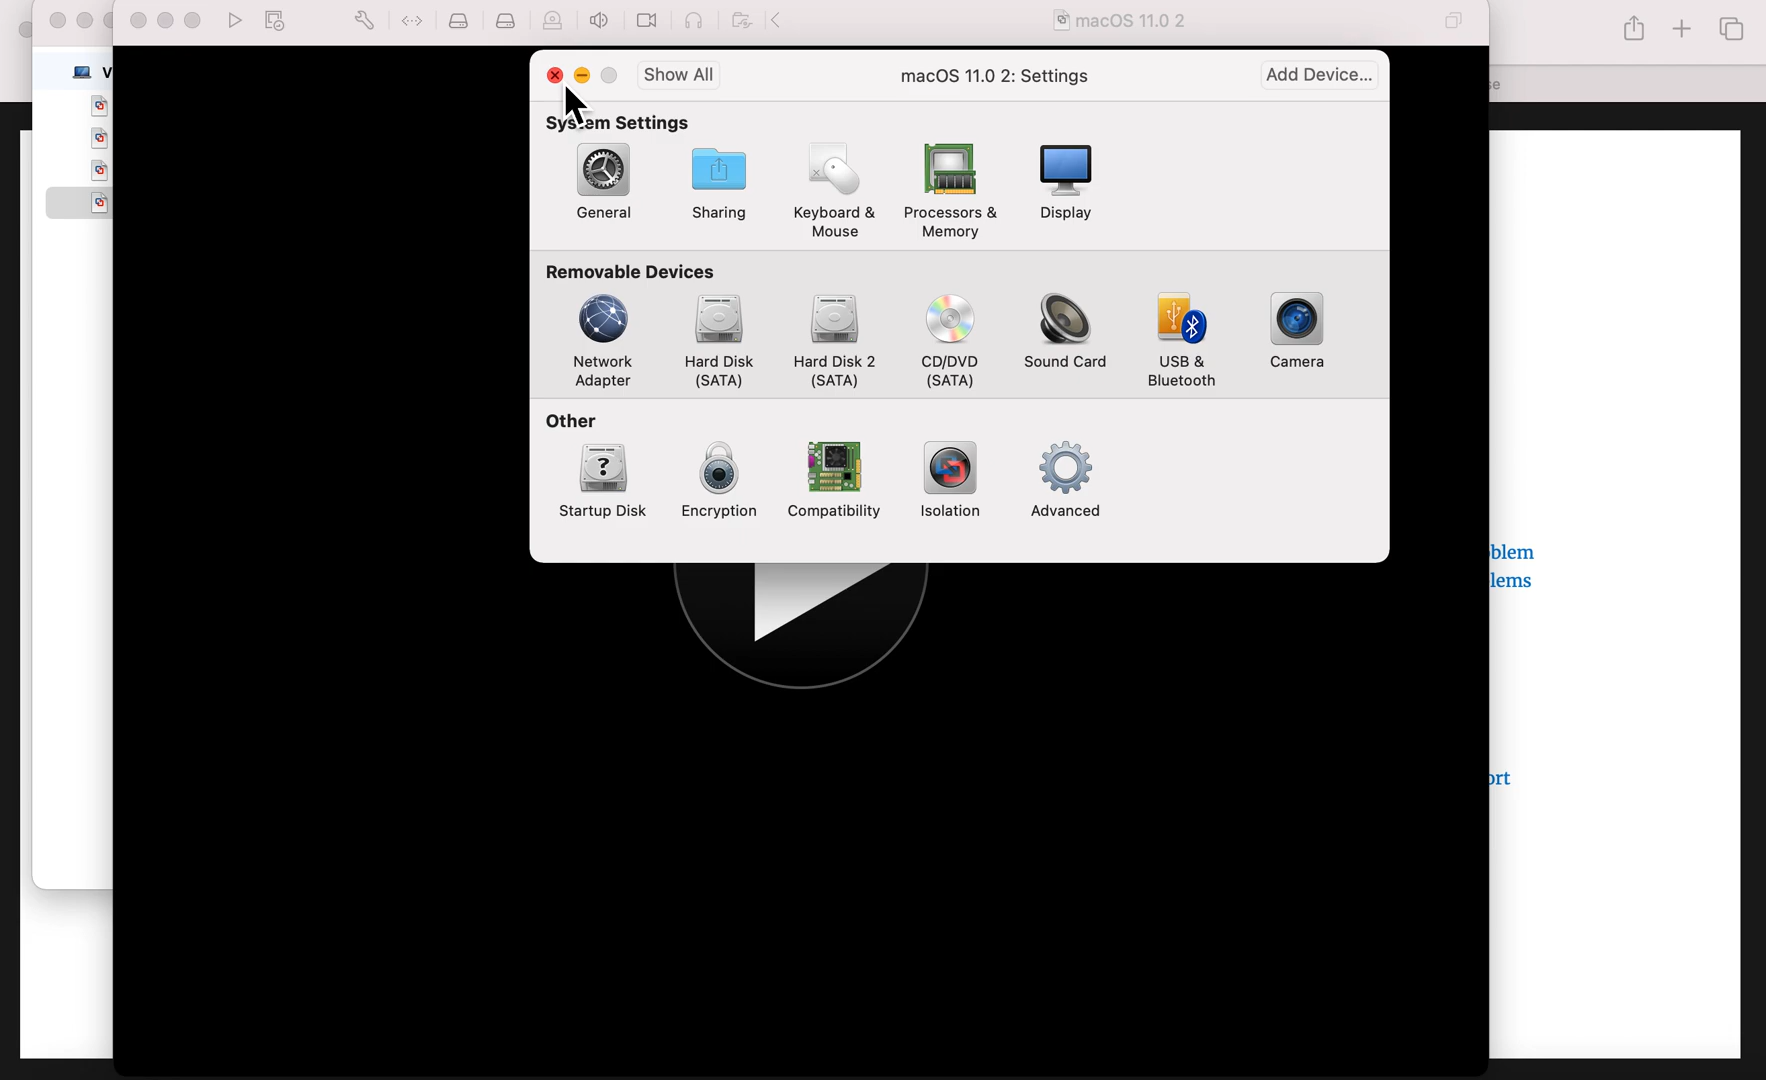 macOS 11.0 2
V
se
Show All
macOS 11.0 2: Settings
Add Device...
System Settings
General
Sharing
Keyboard &
Mouse
Processors &
Memory
Display
Removable Devices
Network
Adapter
Hard Disk
(SATA)
Hard Disk 2
(SATA)
CD/DVD
(SATA)
Sound Card
USB &
Bluetooth
Camera
Other
Startup Disk
Encryption
Compatibility
Isolation
Advanced
blem
lems
ort